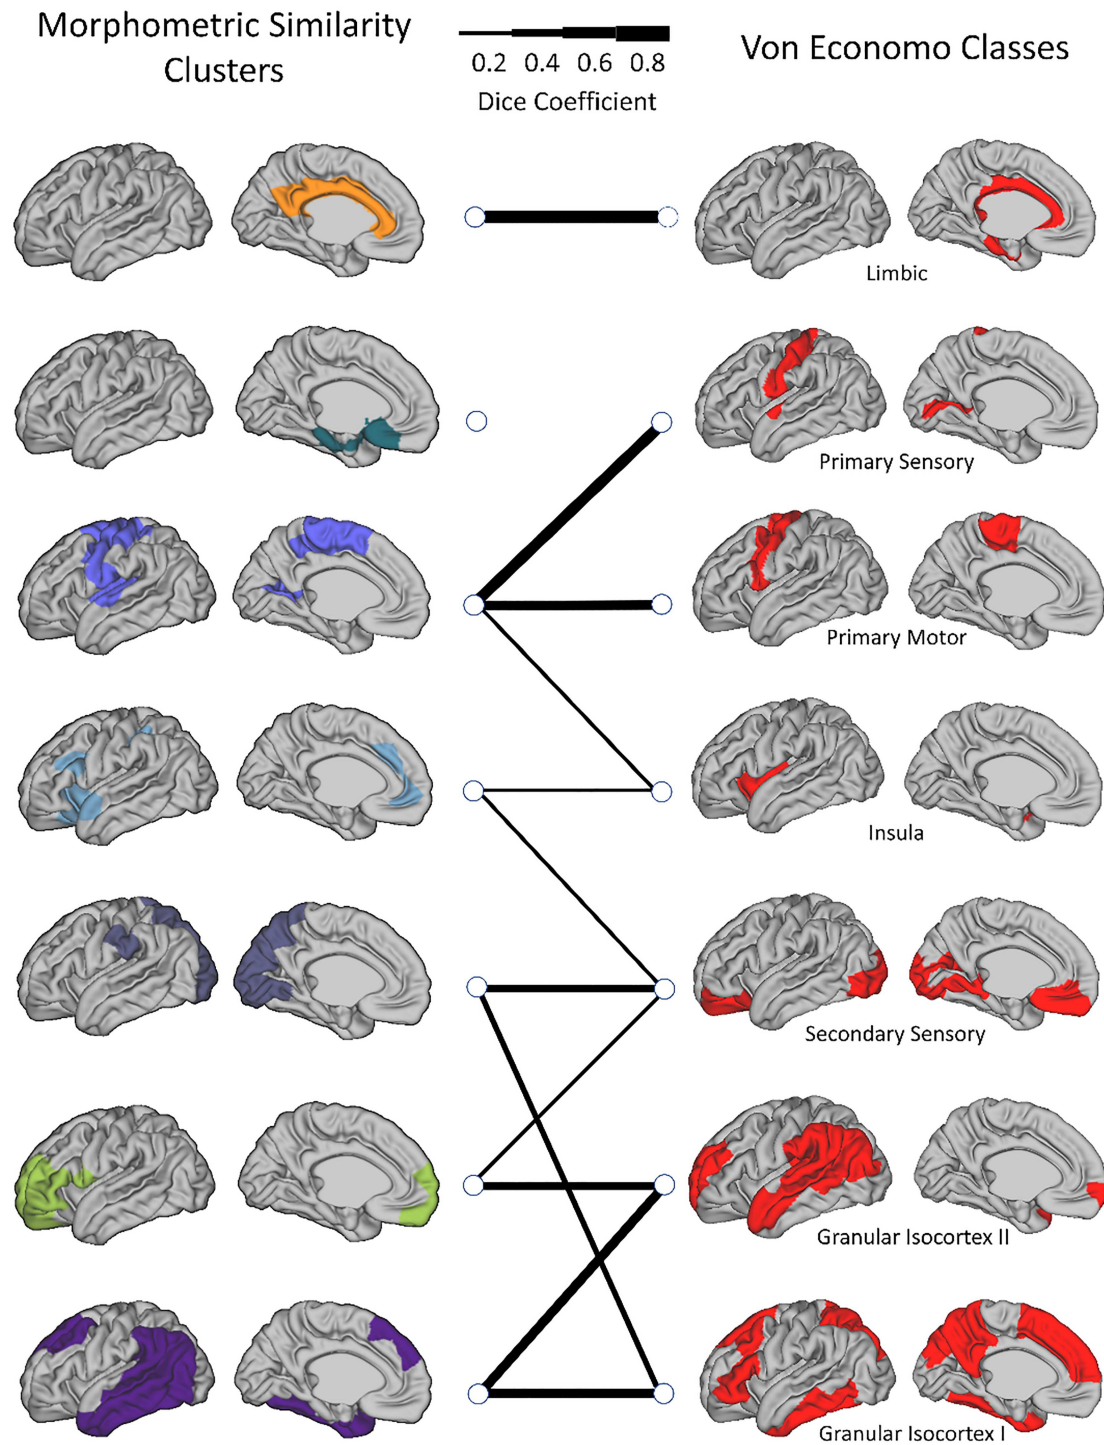 Morphometric Similarity
Clusters
0.2 0.4 0.6 0.8
Dice Coefficient
Von Economo Classes
Limbic
Primary Sensory
Primary Motor
Insula
Secondary Sensory
Granular Isocortex II
Granular Isocortex I